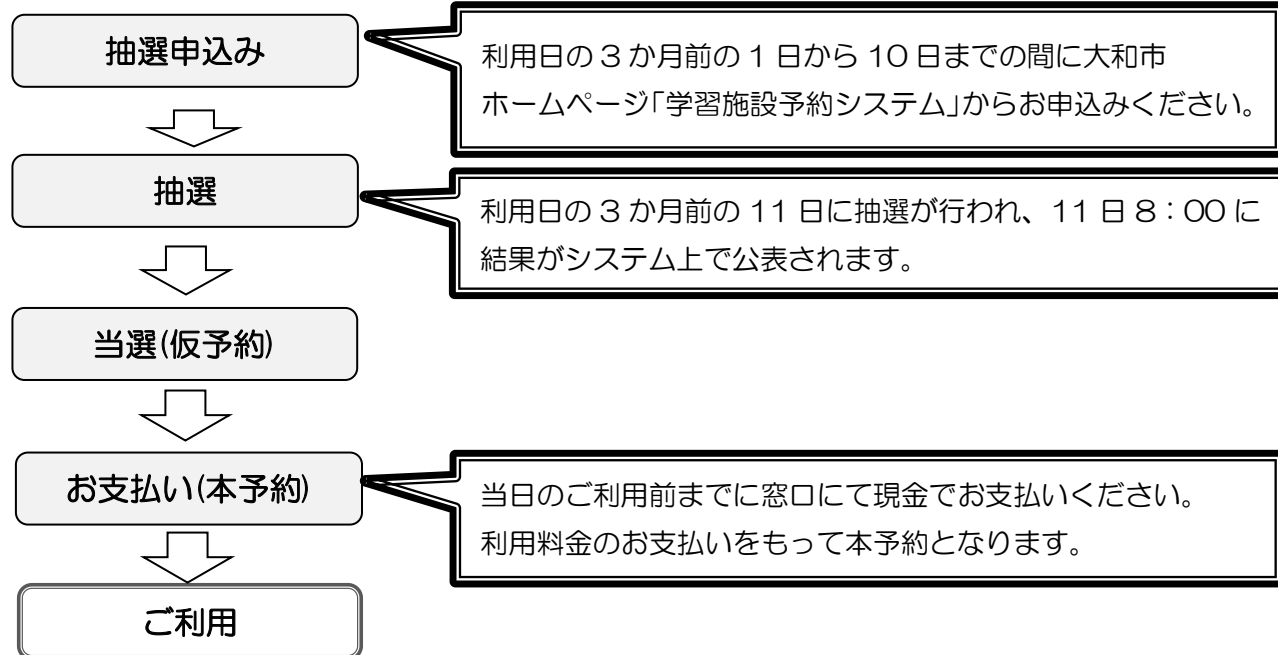 抽選申込み
利用日の3か月前の1日から10日までの間に大和市
ホームページ「学習施設予約システム」からお申込みください。
抽選
利用日の3か月前の11日に抽選が行われ、11日8:00に
結果がシステム上で公表されます。
当選(仮予約)
お支払い(本予約)
当日のご利用前までに窓口にて現金でお支払いください。
利用料金のお支払いをもって本予約となります。
ご利用